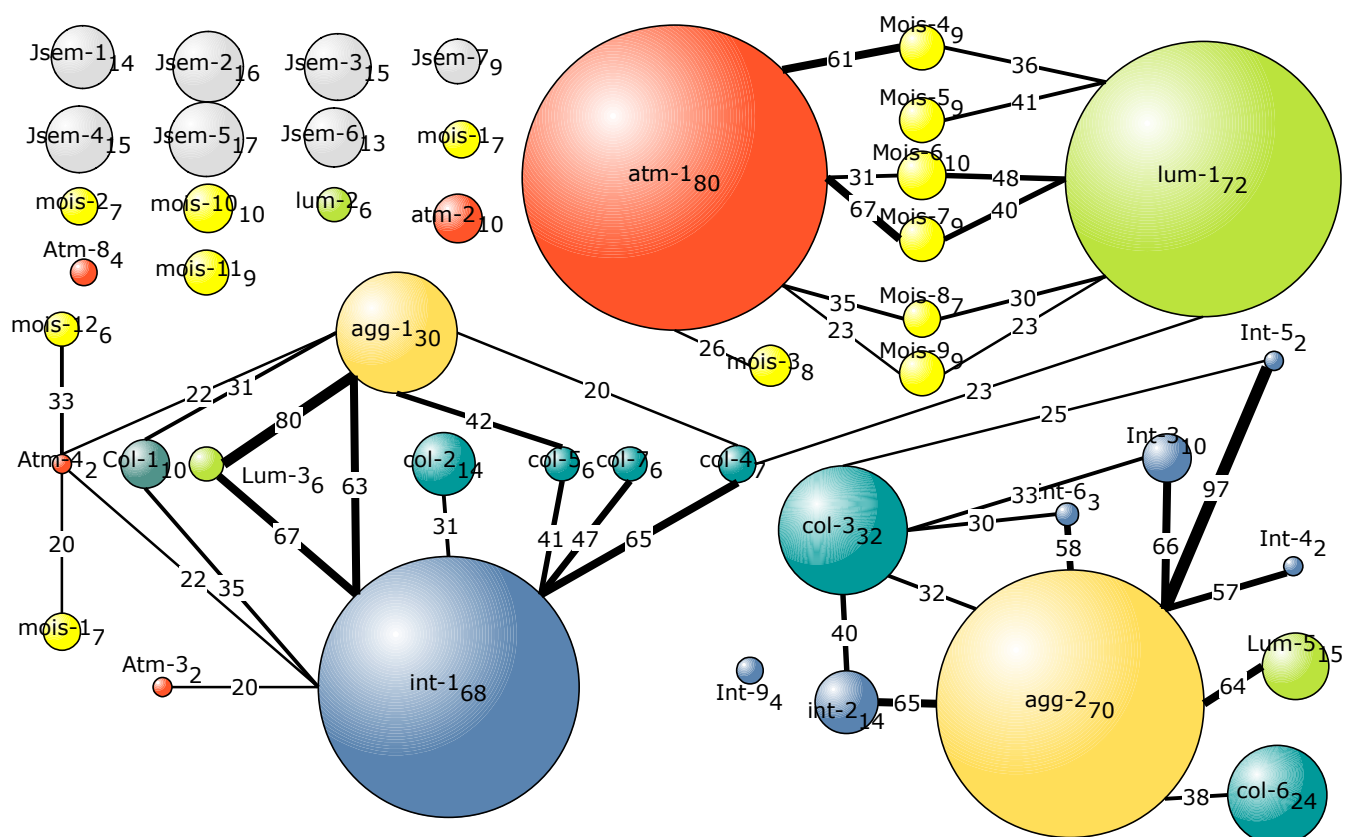 Jsem-1 14
Jsem-2 16
Jsem-3 15
Jsem-7 9
Mois-4 9
61
36
Mois-5 9
41
Jsem-4 15
Jsem-5 17
Jsem-6 13
mois-1 7
Mois-6 10
atm-1 80
31
48
lum-1 72
mois-2 7
mois-10 10
lum-2 6
atm-2 10
67
Mois-7 9
40
Atm-8 4
mois-11 9
Mois-8 7
35
30
mois-12 6
agg-1 30
26
mois-3 8
23
Mois-9 9
23
Int-5 2
33
22
31
20
23
25
80
42
Atm-4 2
Col-1 10
Lum-3 6
63
col-2 14
col-5 6
col-7 6
col-4 7
Int-3 10
97
33
Int-6 3
67
31
41
47
65
col-3 32
30
20
58
66
Int-4 2
22
35
32
57
mois-1 7
40
Lum-5 15
Atm-3 2
20
int-1 68
Int-9 4
int-2 14
65
agg-2 70
64
38
col-6 24